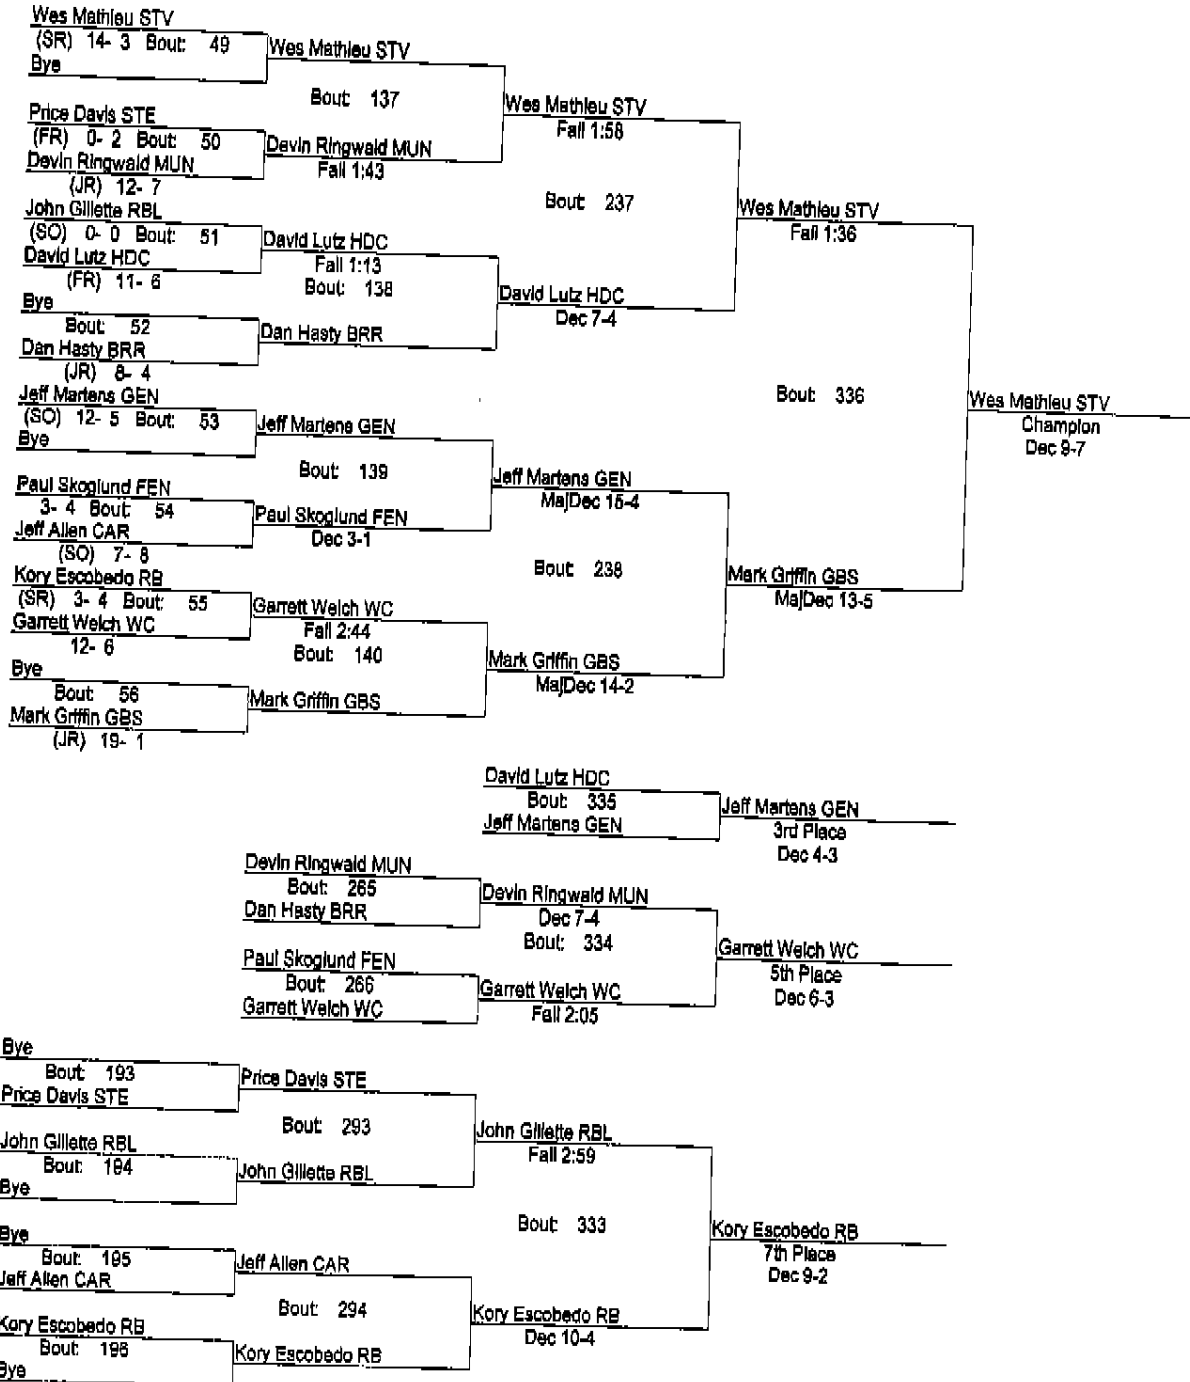 Wes Mathieu STV
(SR) 14- 3 Bout: 49
Bye
Wes Mathieu STV
Bout: 137
Price Davis STE
(FR) 0- 2 Bout: 50
Devin Ringwald MUN
(JR) 12- 7
Devin Ringwald MUN
Fall 1:43
Wes Mathieu STV
Fall 1:58
Bout: 237
John Gillette RBL
(SO) 0- 0 Bout: 51
David Lutz HDC
(FR) 11- 6
David Lutz HDC
Fall 1:13
Bout: 138
Bye
Bout: 52
Dan Hasty BRR
(JR) 8- 4
Dan Hasty BRR
David Lutz HDC
Dec 7-4
Wes Mathieu STV
Fall 1:36
Bout: 336
Jeff Martens GEN
(SO) 12- 5 Bout: 53
Bye
Jeff Martens GEN
Bout: 139
Paul Skoglund FEN
3- 4 Bout: 54
Jeff Allen CAR
(SO) 7- 8
Paul Skoglund FEN
Dec 3-1
Jeff Martens GEN
MajDec 15-4
Bout: 238
Kory Escobedo RB
(SR) 3- 4 Bout: 55
Garrett Welch WC
12- 6
Garrett Welch WC
Fall 2:44
Bout: 140
Bye
Bout: 56
Mark Griffin GBS
(JR) 19- 1
Mark Griffin GBS
Mark Griffin GBS
MajDec 14-2
Mark Griffin GBS
MajDec 13-5
Wes Mathieu STV
Champion
Dec 9-7
David Lutz HDC
Bout: 335
Jeff Martens GEN
Jeff Martens GEN
3rd Place
Dec 4-3
Devin Ringwald MUN
Bout: 265
Dan Hasty BRR
Devin Ringwald MUN
Dec 7-4
Bout: 334
Paul Skoglund FEN
Bout: 266
Garrett Welch WC
Garrett Welch WC
Fall 2:05
Garrett Welch WC
5th Place
Dec 6-3
Bye
Bout: 193
Price Davis STE
Price Davis STE
Bout: 293
John Gillette RBL
Bout: 194
Bye
John Gillette RBL
John Gillette RBL
Fall 2:59
Bout: 333
Bye
Bout: 195
Jeff Allen CAR
Jeff Allen CAR
Bout: 294
Kory Escobedo RB
Bout: 196
Bye
Kory Escobedo RB
Kory Escobedo RB
Dec 10-4
Kory Escobedo RB
7th Place
Dec 9-2